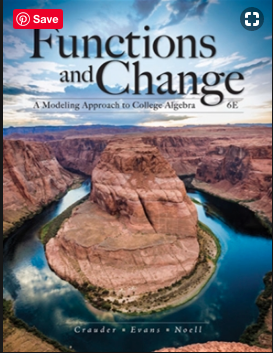 Save
Functions
and Change
A Modeling Approach to College Algebra 6E
Crauder • Evans • Noell